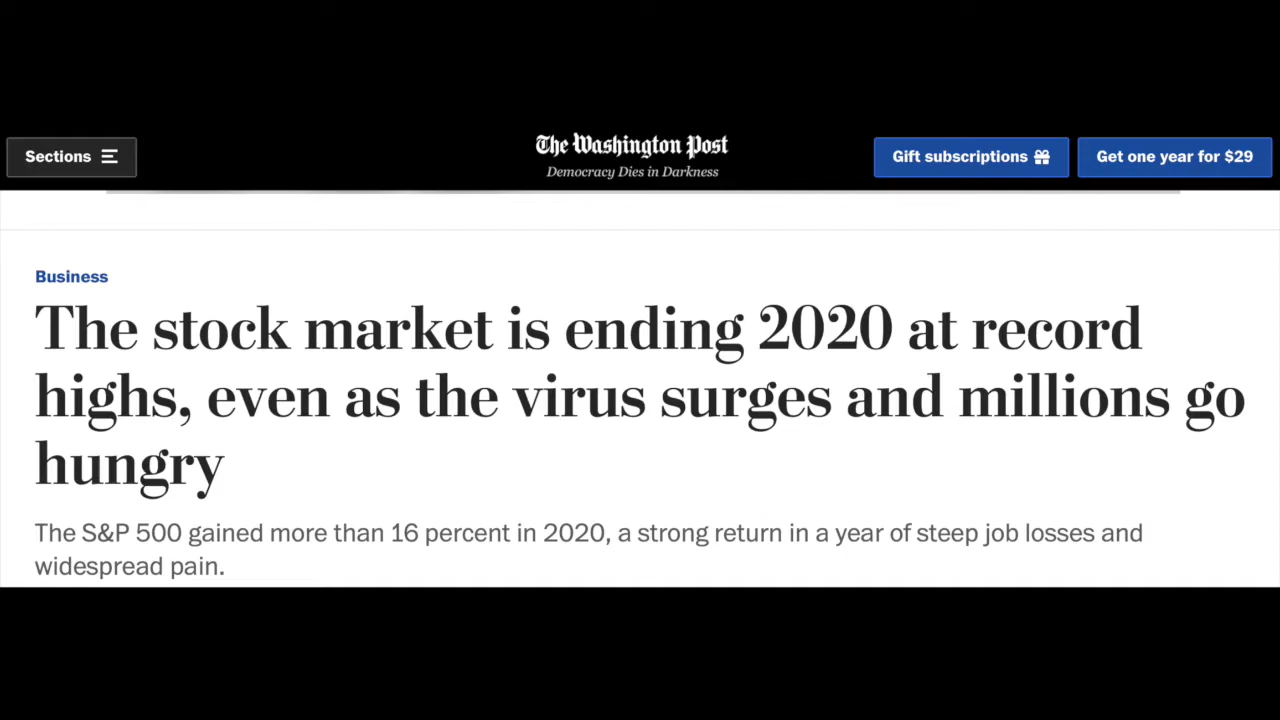 Sections
The Washington Post
Democracy Dies in Darkness
Gift subscriptions
Get one year for $29
Business
The stock market is ending 2020 at record
highs, even as the virus surges and millions go
hungry
The S&P 500 gained more than 16 percent in 2020, a strong return in a year of steep job losses and
widespread pain.